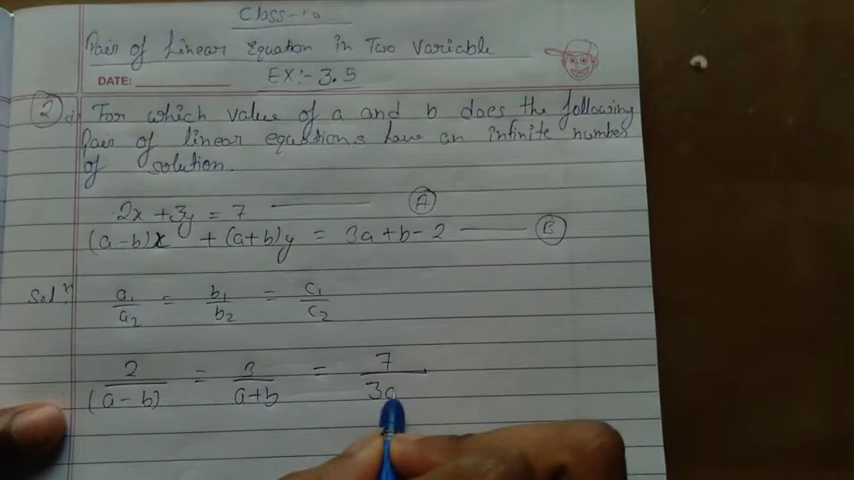 Class-10
Pair of Linear Equation in Two Variable
DATE: EX:- 3.5
2 i) For which value of a and b does the following
Pair of linear equations have an infinite number
of solution.
2x + 3y = 7 A
(a-b)x + (a+b)y = 3a+b-2 B
Solⁿ: a₁/a₂ = b₁/b₂ = c₁/c₂
2/(a-b) = 3/a+b = 7/3a